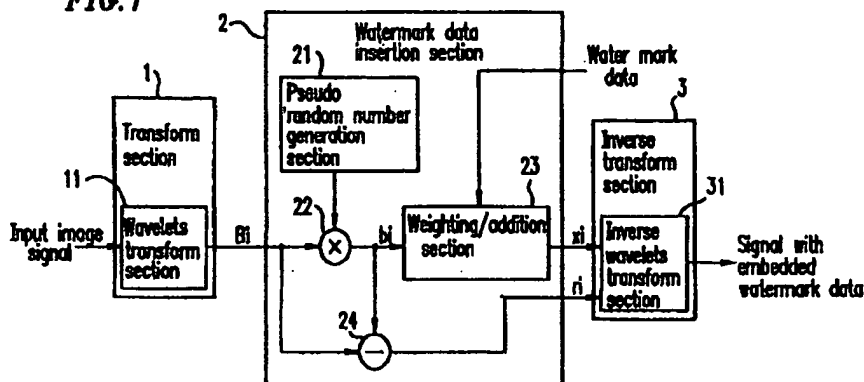 FIG. 7
2
Watermark data
insertion section
21
Pseudo
random number
generation
section
Water mark
data
1
Transform
section
3
Inverse
transform
section
11
Wavelets
transform
section
Input image
signal
Bi
22
×
bi
23
Weighting/addition
section
xi
31
Inverse
wavelets
transform
section
Signal with
embedded
watermark data
ri
24
−